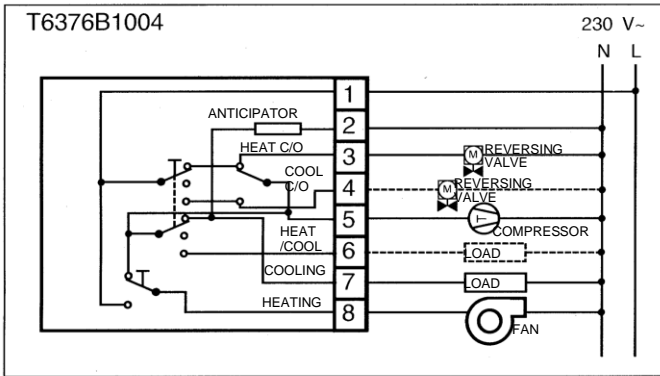 T6376B1004
230 V~
N L
1
ANTICIPATOR
2
HEAT C/O
3
REVERSING
VALVE
M
COOL
C/O
4
REVERSING
VALVE
M
5
COMPRESSOR
HEAT
/COOL
6
LOAD
COOLING
7
LOAD
HEATING
8
FAN